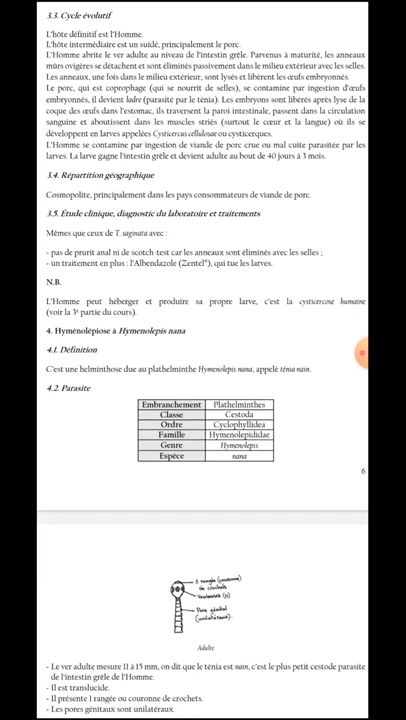 3.3. Cycle évolutif
L'hôte définitif est l'Homme.
L'hôte intermédiaire est un suidé, principalement le porc.
L'Homme abrite le ver adulte au niveau de l'intestin grêle. Parvenus à maturité, les anneaux
mûrs ovigères se détachent et sont éliminés passivement dans le milieu extérieur avec les selles.
Les anneaux, une fois dans le milieu extérieur, sont lysés et libèrent les œufs embryonnés.
Le porc, qui est coprophage (qui se nourrit de selles), se contamine par ingestion d'œufs
embryonnés, il devient ladre (parasité par le ténia). Les embryons sont libérés après lyse de la
coque des œufs dans l'estomac, ils traversent la paroi intestinale, passent dans la circulation
sanguine et aboutissent dans les muscles striés (surtout le cœur et la langue) où ils se
développent en larves appelées Cysticercus cellulosae ou cysticerques.
L'Homme se contamine par ingestion de viande de porc crue ou mal cuite parasitée par les
larves. La larve gagne l'intestin grêle et devient adulte au bout de 40 jours à 3 mois.
3.4. Répartition géographique
Cosmopolite, principalement dans les pays consommateurs de viande de porc.
3.5. Étude clinique, diagnostic du laboratoire et traitements
Mêmes que ceux de T. saginata avec :
- pas de prurit anal ni de scotch-test car les anneaux sont éliminés avec les selles ;
- un traitement en plus : l'Albendazole (Zentel®), qui tue les larves.
N.B.
L'Homme peut héberger et produire sa propre larve, c'est la cysticercose humaine
(voir la 3e partie du cours).
4. Hyménolépiose à Hymenolepis nana
4.1. Définition
C'est une helminthose due au plathelminthe Hymenolepis nana, appelé ténia nain.
4.2. Parasite
Embranchement Plathelminthes
Classe Cestoda
Ordre Cyclophyllidea
Famille Hymenolepididae
Genre Hymenolepis
Espèce nana
6
1 rangée (couronne)
de crochets
Ventouses (4)
Pore génital
(unilatéraux).
Adulte
- Le ver adulte mesure 11 à 15 mm, on dit que le ténia est nain, c'est le plus petit cestode parasite
de l'intestin grêle de l'Homme.
- Il est translucide.
- Il présente 1 rangée ou couronne de crochets.
- Les pores génitaux sont unilatéraux.